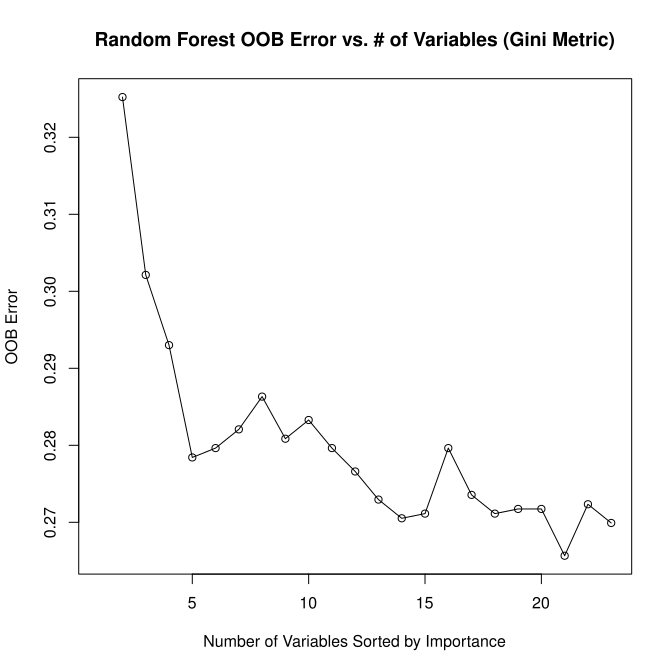 Random Forest OOB Error vs. # of Variables (Gini Metric)
0.32
0.31
0.30
0.29
0.28
0.27
OOB Error
5 10 15 20
Number of Variables Sorted by Importance